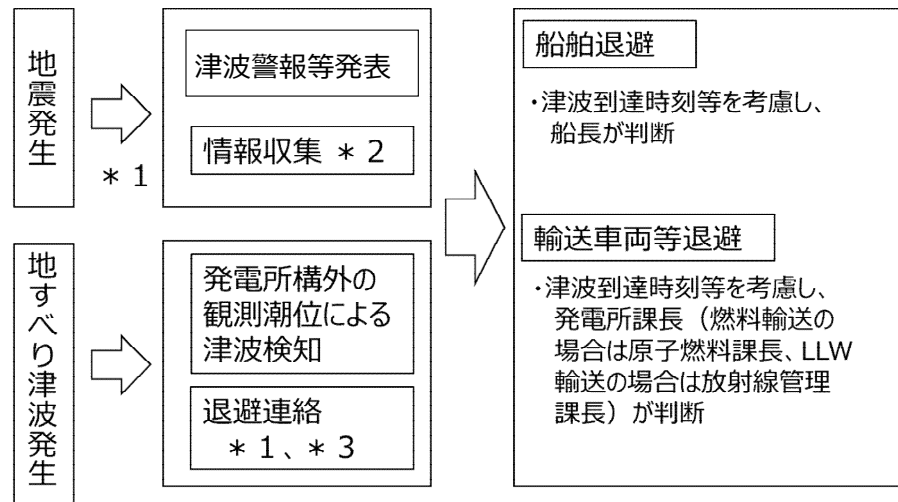 地震発生
＊１
津波警報等発表
情報収集 ＊２
地すべり津波発生
発電所構外の
観測潮位による
津波検知
退避連絡
＊１、＊３
船舶退避
・津波到達時刻等を考慮し、
船長が判断
輸送車両等退避
・津波到達時刻等を考慮し、
発電所課長（燃料輸送の
場合は原子燃料課長、LLW
輸送の場合は放射線管理
課長）が判断